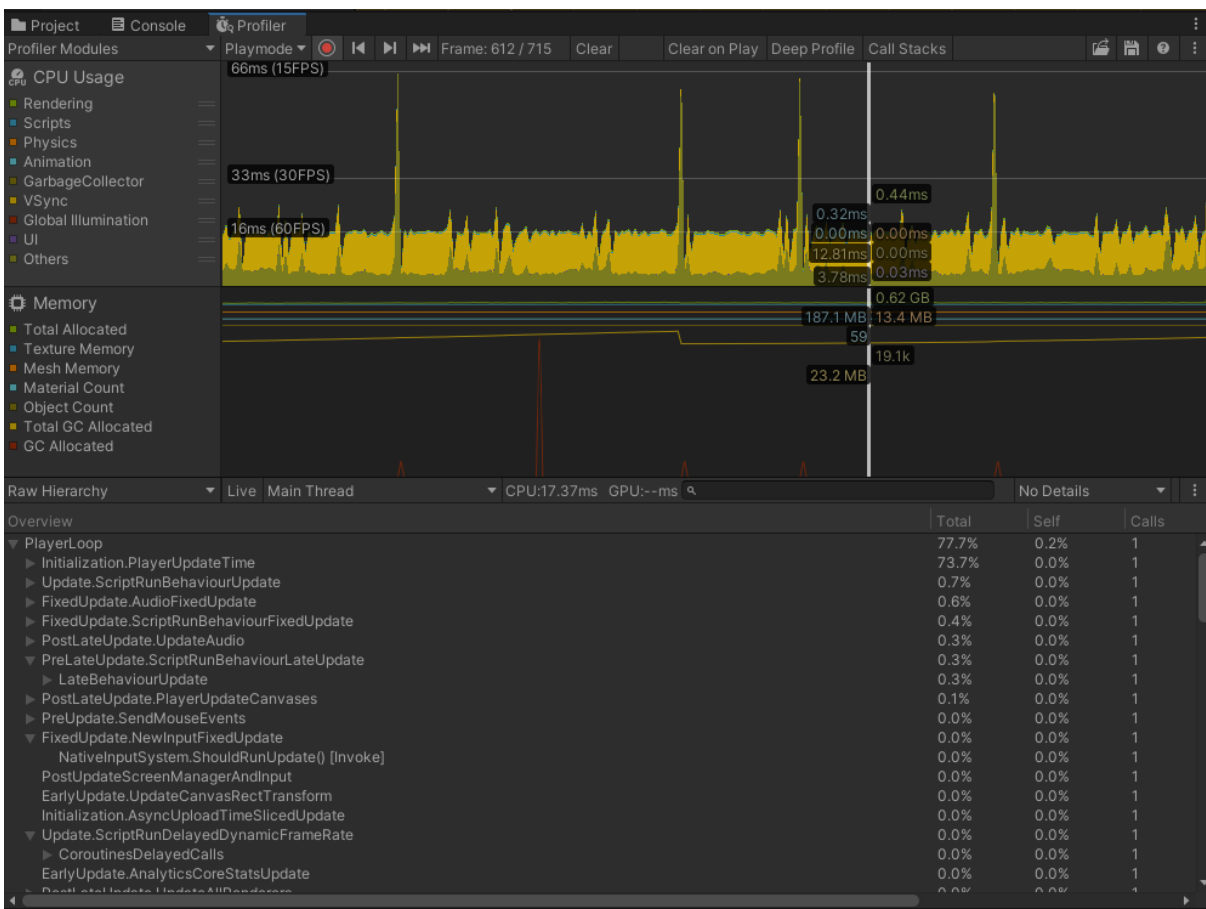 Project Console Profiler
Profiler Modules Playmode Frame: 612 / 715 Clear Clear on Play Deep Profile Call Stacks
CPU Usage
Rendering
Scripts
Physics
Animation
GarbageCollector
VSync
Global Illumination
UI
Others
66ms (15FPS)
33ms (30FPS)
16ms (60FPS)
0.44ms
0.32ms
0.00ms 0.00ms
12.81ms 0.00ms
3.78ms 0.03ms
Memory
Total Allocated
Texture Memory
Mesh Memory
Material Count
Object Count
Total GC Allocated
GC Allocated
0.62 GB
187.1 MB 13.4 MB
59
19.1k
23.2 MB
Raw Hierarchy Live Main Thread CPU:17.37ms GPU:--ms No Details
Overview Total Self Calls
PlayerLoop 77.7% 0.2% 1
Initialization.PlayerUpdateTime 73.7% 0.0% 1
Update.ScriptRunBehaviourUpdate 0.7% 0.0% 1
FixedUpdate.AudioFixedUpdate 0.6% 0.0% 1
FixedUpdate.ScriptRunBehaviourFixedUpdate 0.4% 0.0% 1
PostLateUpdate.UpdateAudio 0.3% 0.0% 1
PreLateUpdate.ScriptRunBehaviourLateUpdate 0.3% 0.0% 1
LateBehaviourUpdate 0.3% 0.0% 1
PostLateUpdate.PlayerUpdateCanvases 0.1% 0.0% 1
PreUpdate.SendMouseEvents 0.0% 0.0% 1
FixedUpdate.NewInputFixedUpdate 0.0% 0.0% 1
NativeInputSystem.ShouldRunUpdate() [Invoke] 0.0% 0.0% 1
PostUpdateScreenManagerAndInput 0.0% 0.0% 1
EarlyUpdate.UpdateCanvasRectTransform 0.0% 0.0% 1
Initialization.AsyncUploadTimeSlicedUpdate 0.0% 0.0% 1
Update.ScriptRunDelayedDynamicFrameRate 0.0% 0.0% 1
CoroutinesDelayedCalls 0.0% 0.0% 1
EarlyUpdate.AnalyticsCoreStatsUpdate 0.0% 0.0% 1
PostLateUpdate.UpdateAllRenderers 0.0% 0.0% 1